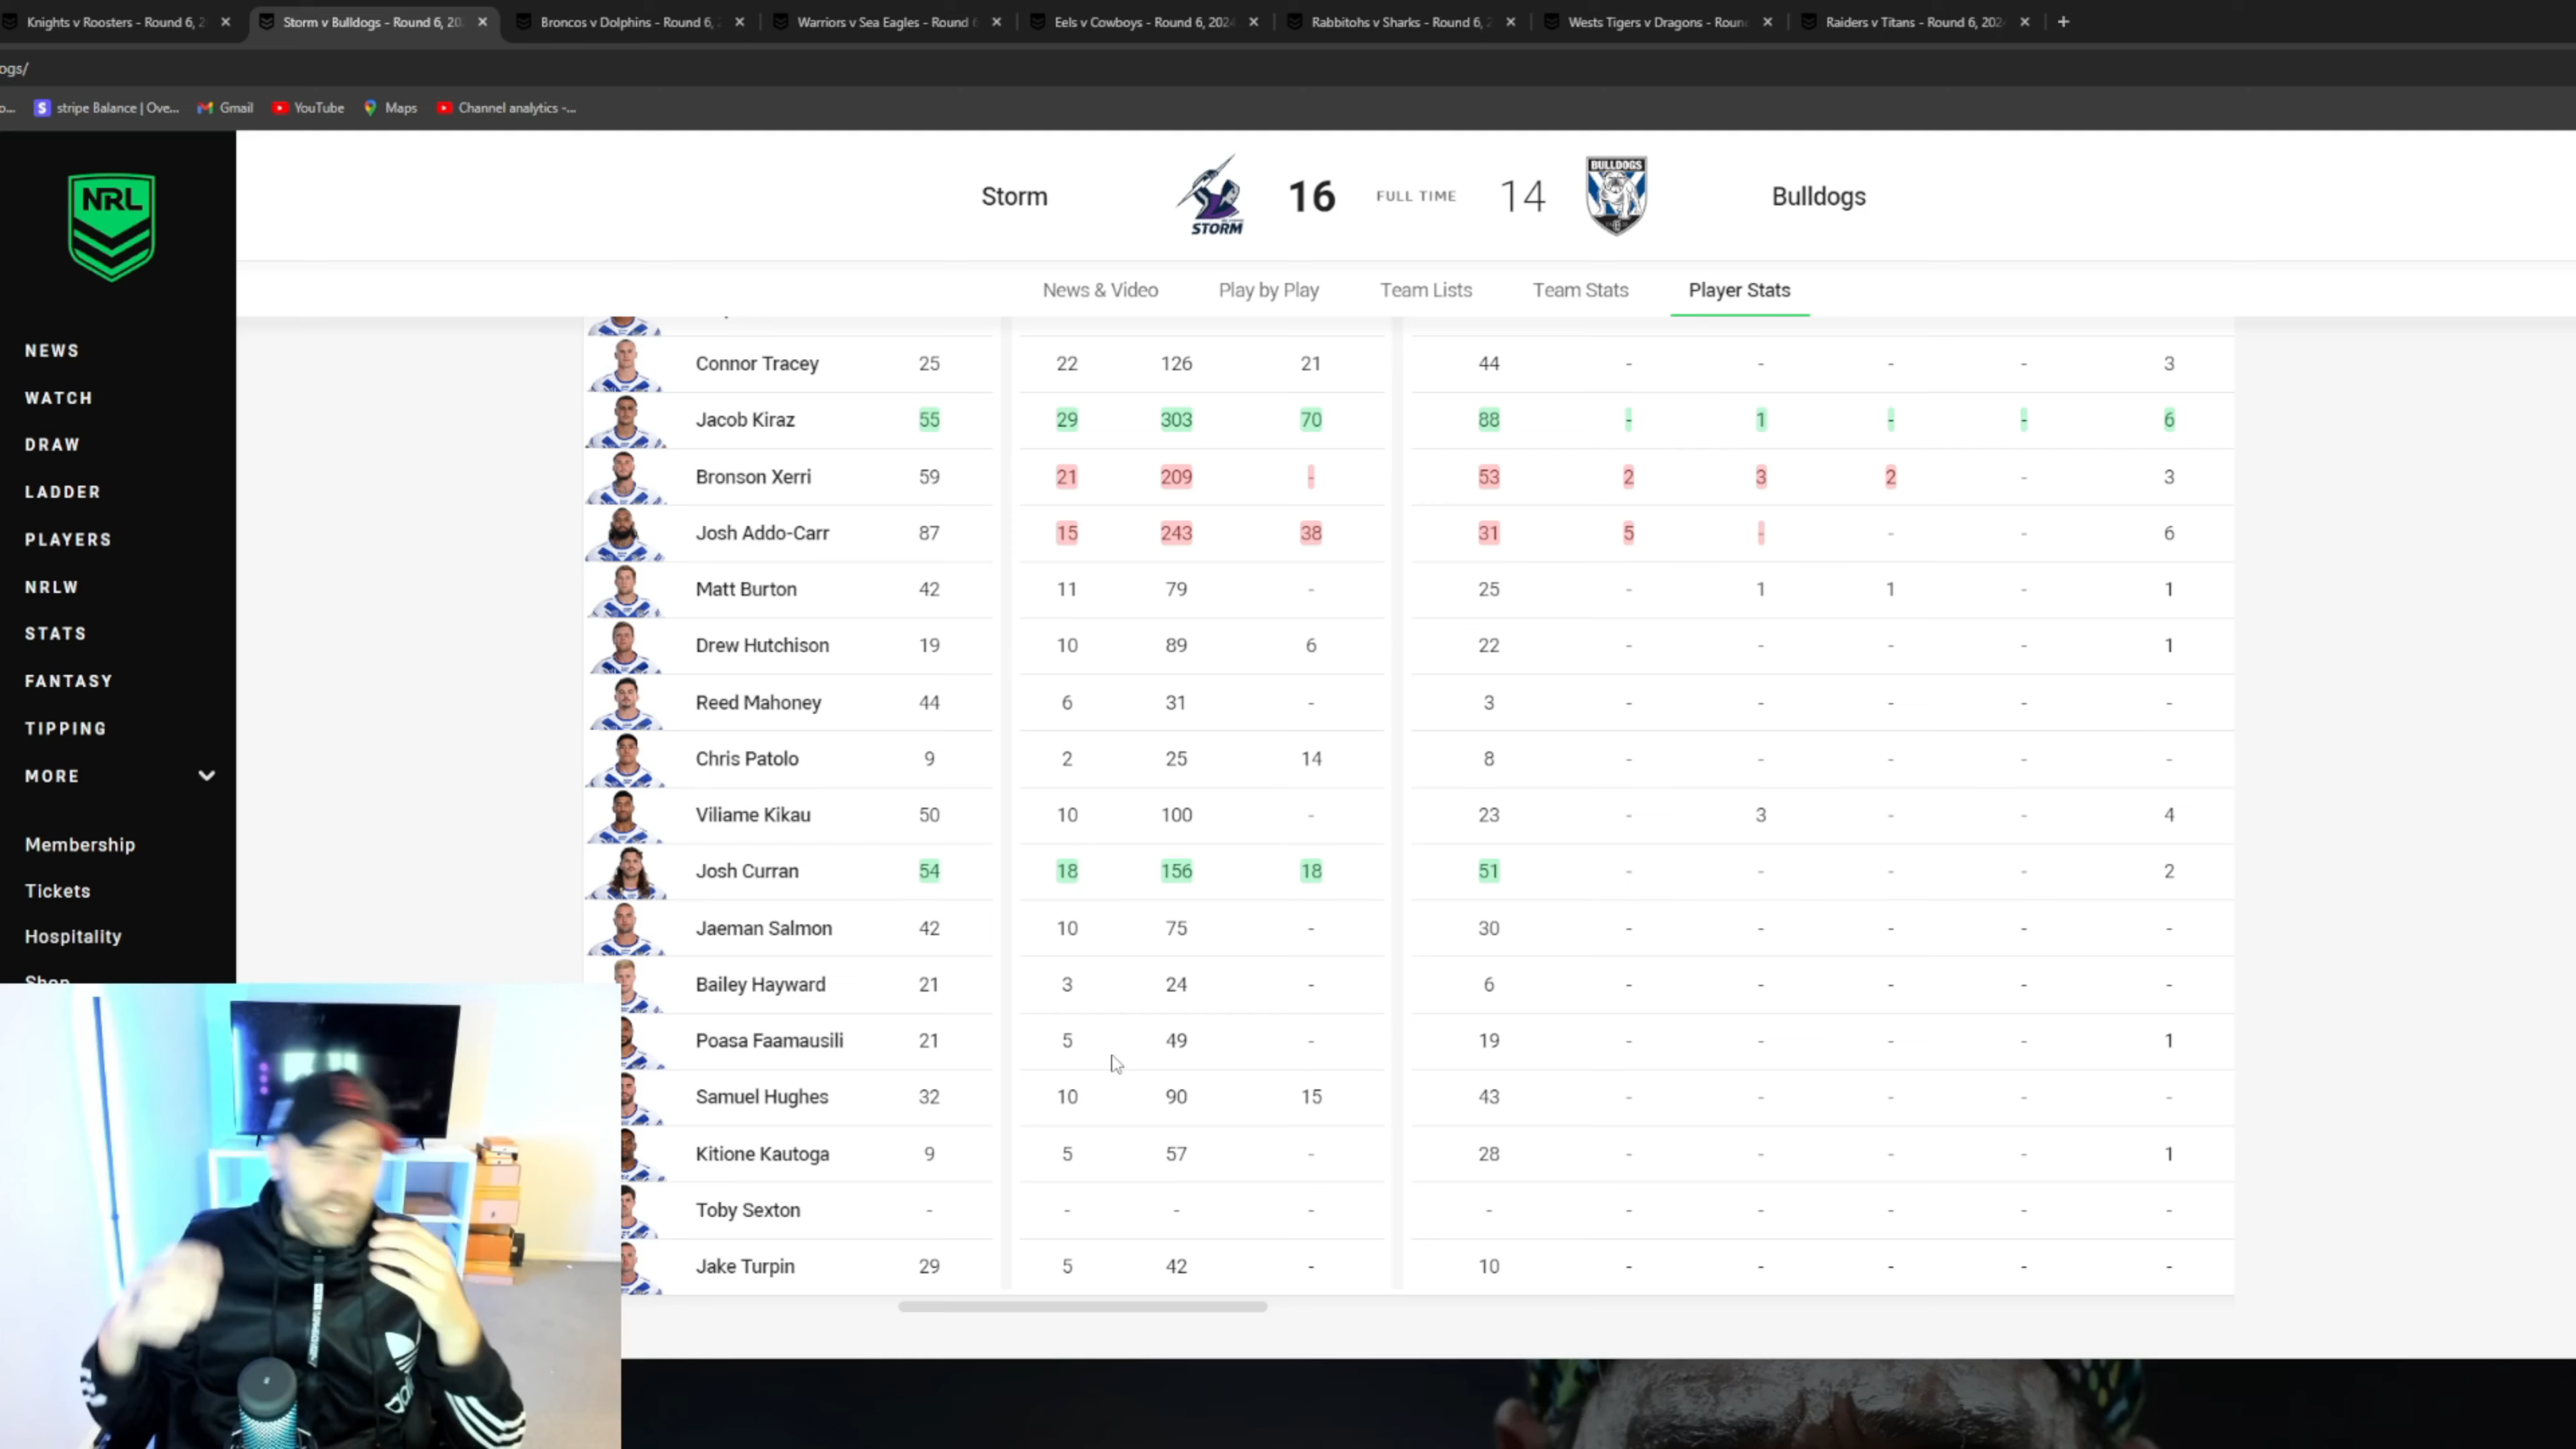 Knights v Roosters - Round 6, 2
Storm v Bulldogs - Round 6, 202
Broncos v Dolphins - Round 6, 2
Warriors v Sea Eagles - Round 6
Eels v Cowboys - Round 6, 2024
Rabbitohs v Sharks - Round 6, 2
Wests Tigers v Dragons - Roun
Raiders v Titans - Round 6, 202
ogs/
o...
stripe Balance | Ove...
Gmail
YouTube
Maps
Channel analytics -...
NRL
Storm
STORM
16
FULL TIME
14
BULLDOGS
Bulldogs
News & Video
Play by Play
Team Lists
Team Stats
Player Stats
NEWS
WATCH
DRAW
LADDER
PLAYERS
NRLW
STATS
FANTASY
TIPPING
MORE
Membership
Tickets
Hospitality
Shop
Connor Tracey 25 22 126 21 44 - - - - 3
Jacob Kiraz 55 29 303 70 88 - 1 - - 6
Bronson Xerri 59 21 209 - 53 2 3 2 - 3
Josh Addo-Carr 87 15 243 38 31 5 - - - 6
Matt Burton 42 11 79 - 25 - 1 1 - 1
Drew Hutchison 19 10 89 6 22 - - - - 1
Reed Mahoney 44 6 31 - 3 - - - - -
Chris Patolo 9 2 25 14 8 - - - - -
Viliame Kikau 50 10 100 - 23 - 3 - - 4
Josh Curran 54 18 156 18 51 - - - - 2
Jaeman Salmon 42 10 75 - 30 - - - - -
Bailey Hayward 21 3 24 - 6 - - - - -
Poasa Faamausili 21 5 49 - 19 - - - - 1
Samuel Hughes 32 10 90 15 43 - - - - -
Kitione Kautoga 9 5 57 - 28 - - - - 1
Toby Sexton - - - - - - - - - -
Jake Turpin 29 5 42 - 10 - - - - -